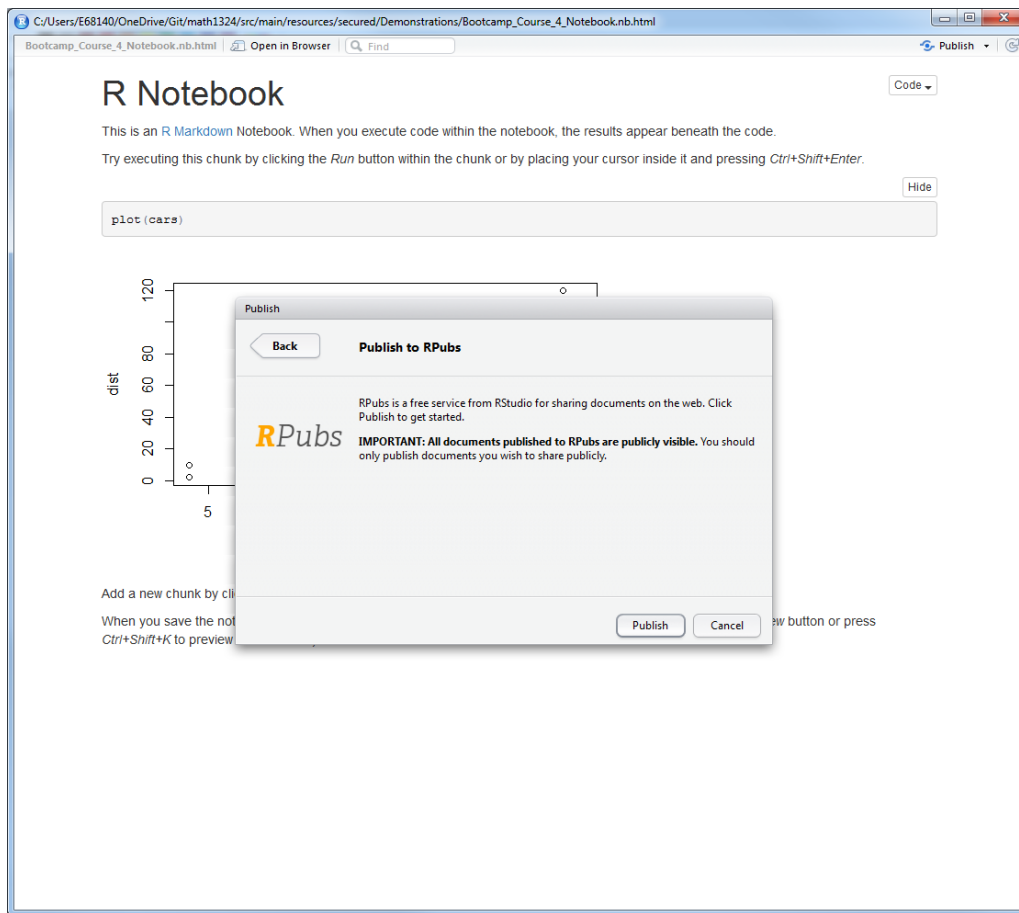 C:/Users/E68140/OneDrive/Git/math1324/src/main/resources/secured/Demonstrations/Bootcamp_Course_4_Notebook.nb.html
Bootcamp_Course_4_Notebook.nb.html Open in Browser Find Publish
R Notebook
Code
This is an R Markdown Notebook. When you execute code within the notebook, the results appear beneath the code.
Try executing this chunk by clicking the Run button within the chunk or by placing your cursor inside it and pressing Ctrl+Shift+Enter.
Hide
plot(cars)
120
80
60
40
20
0
dist
5
Publish
Back
Publish to RPubs
RPubs
RPubs is a free service from RStudio for sharing documents on the web. Click
Publish to get started.
IMPORTANT: All documents published to RPubs are publicly visible. You should
only publish documents you wish to share publicly.
Publish Cancel
Add a new chunk by cli
When you save the not ew button or press
Ctrl+Shift+K to preview